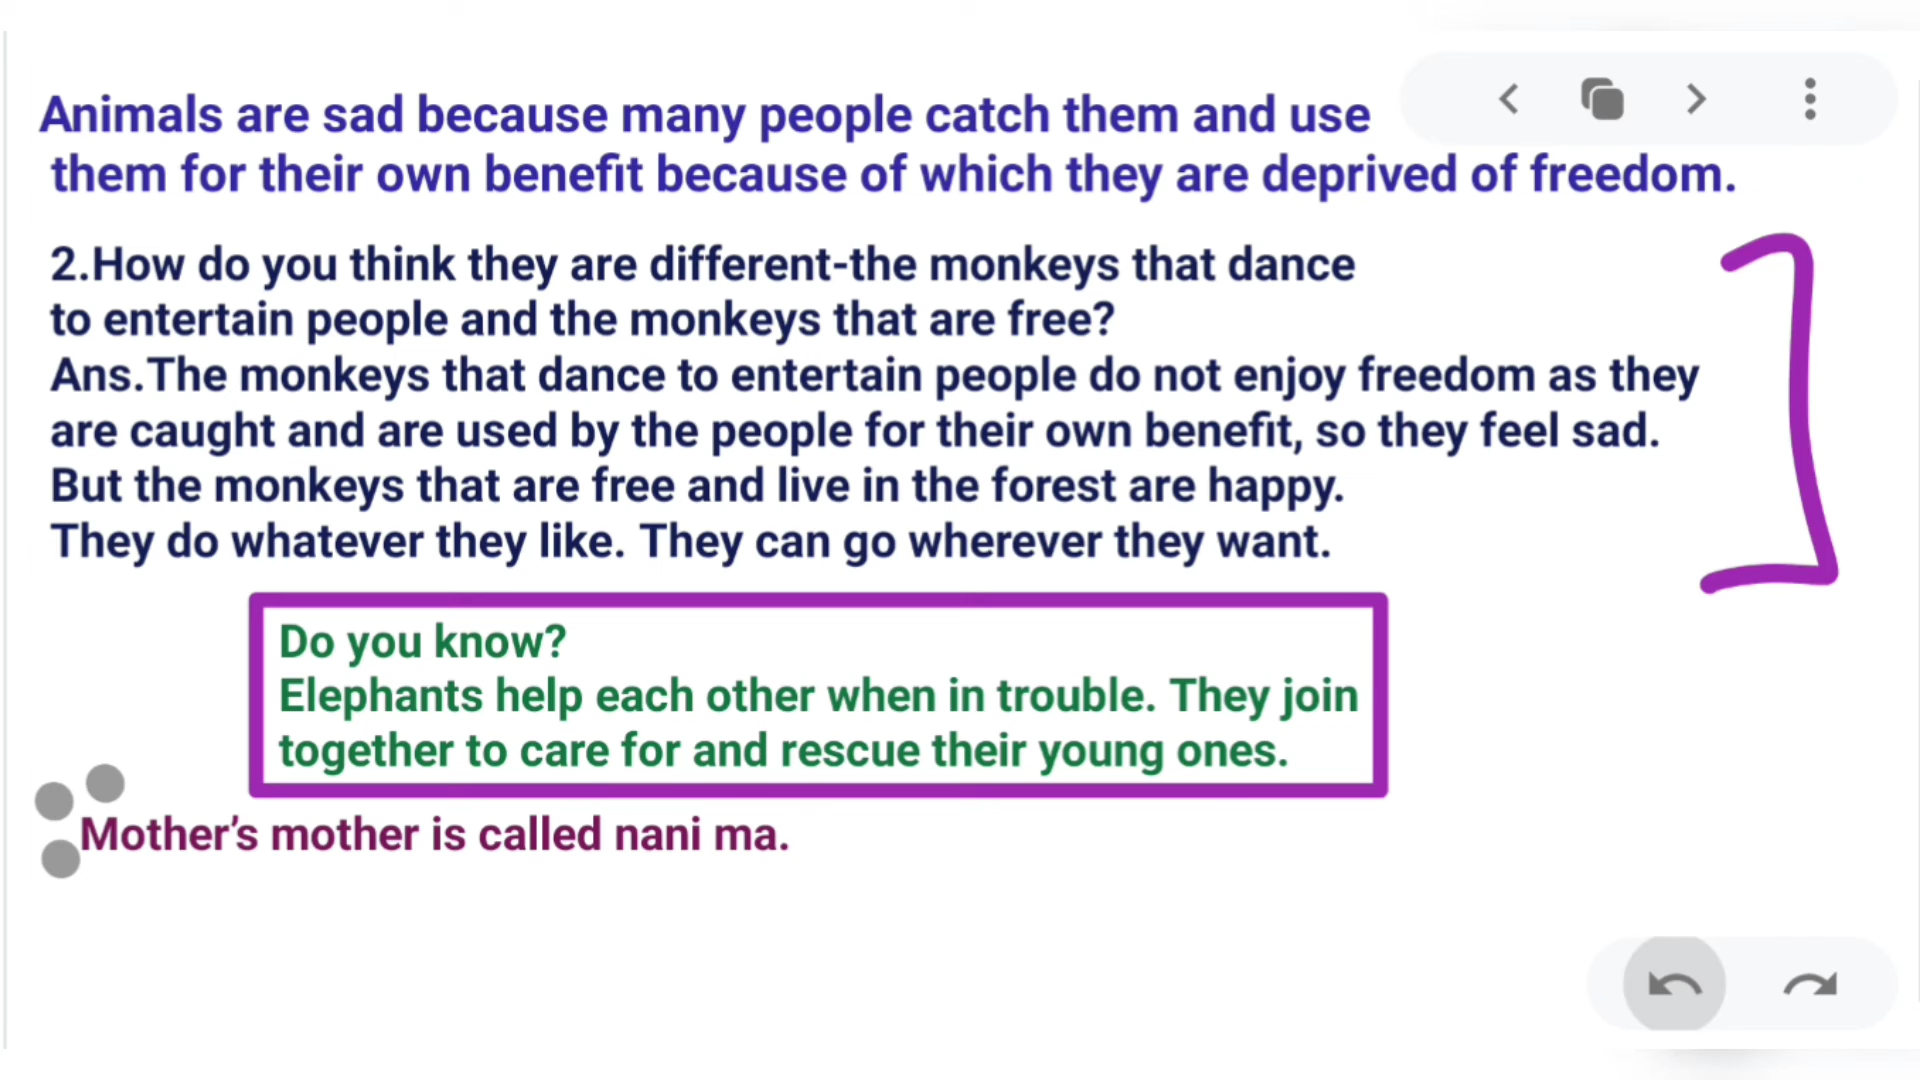 Animals are sad because many people catch them and use
them for their own benefit because of which they are deprived of freedom.
2.How do you think they are different-the monkeys that dance
to entertain people and the monkeys that are free?
Ans.The monkeys that dance to entertain people do not enjoy freedom as they
are caught and are used by the people for their own benefit, so they feel sad.
But the monkeys that are free and live in the forest are happy.
They do whatever they like. They can go wherever they want.
Do you know?
Elephants help each other when in trouble. They join
together to care for and rescue their young ones.
Mother’s mother is called nani ma.